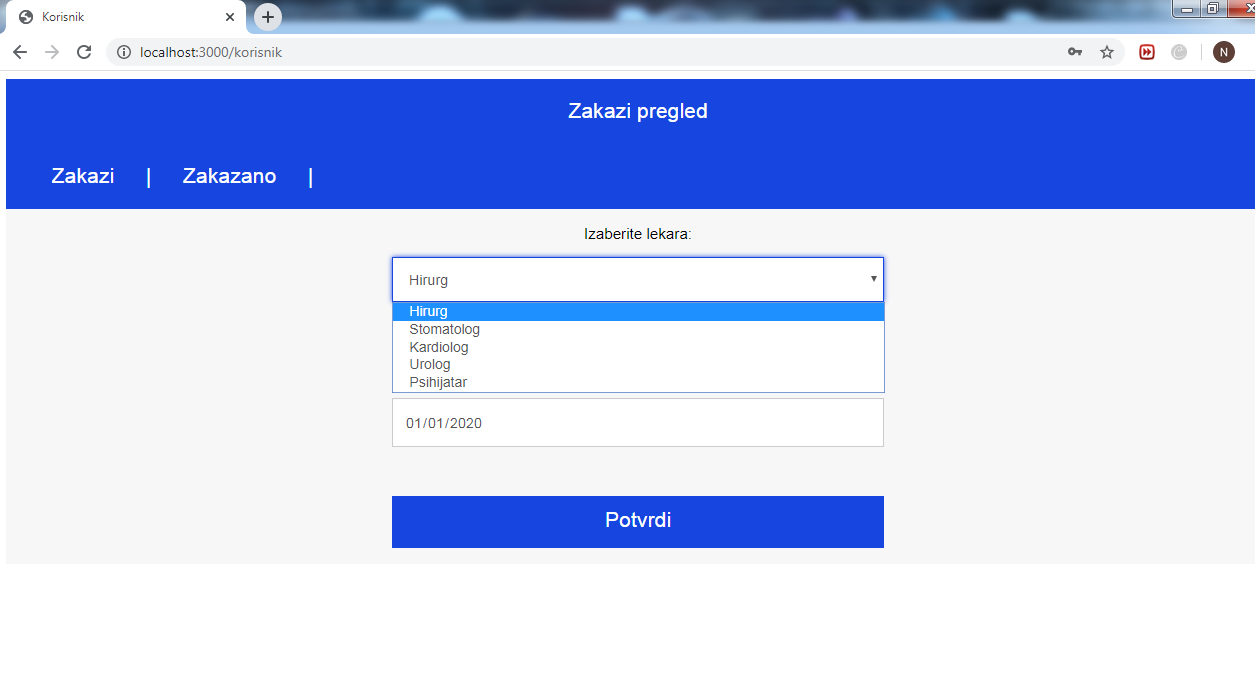 Korisnik
localhost:3000/korisnik
N
Zakazi pregled
Zakazi | Zakazano |
Izaberite lekara:
Hirurg
Hirurg
Stomatolog
Kardiolog
Urolog
Psihijatar
01/01/2020
Potvrdi